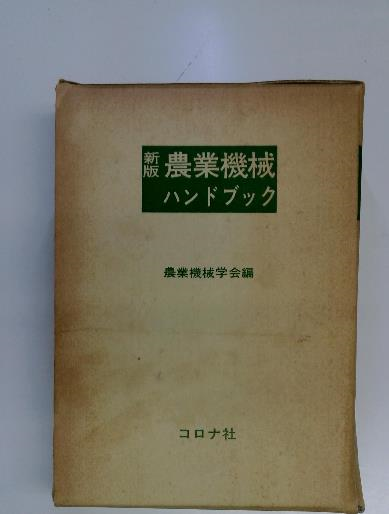 新版 農業機械
ハンドブック
農業機械学会編
コロナ社